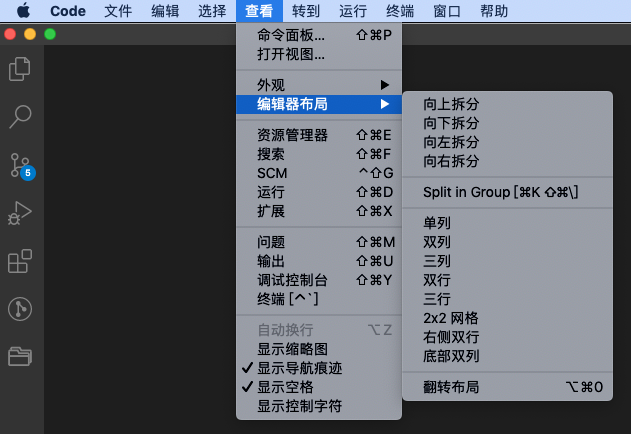 Code 文件 编辑 选择 查看 转到 运行 终端 窗口 帮助
命令面板... ⇧⌘P
打开视图...
外观 ▶
编辑器布局 ▶
资源管理器 ⇧⌘E
搜索 ⇧⌘F
SCM ^⇧G
运行 ⇧⌘D
扩展 ⇧⌘X
问题 ⇧⌘M
输出 ⇧⌘U
调试控制台 ⇧⌘Y
终端 [^`]
自动换行 ⌥Z
显示缩略图
✓ 显示导航痕迹
✓ 显示空格
显示控制字符
向上拆分
向下拆分
向左拆分
向右拆分
Split in Group [⌘K ⇧⌘\]
单列
双列
三列
双行
三行
2x2 网格
右侧双行
底部双列
翻转布局 ⌥⌘0
5